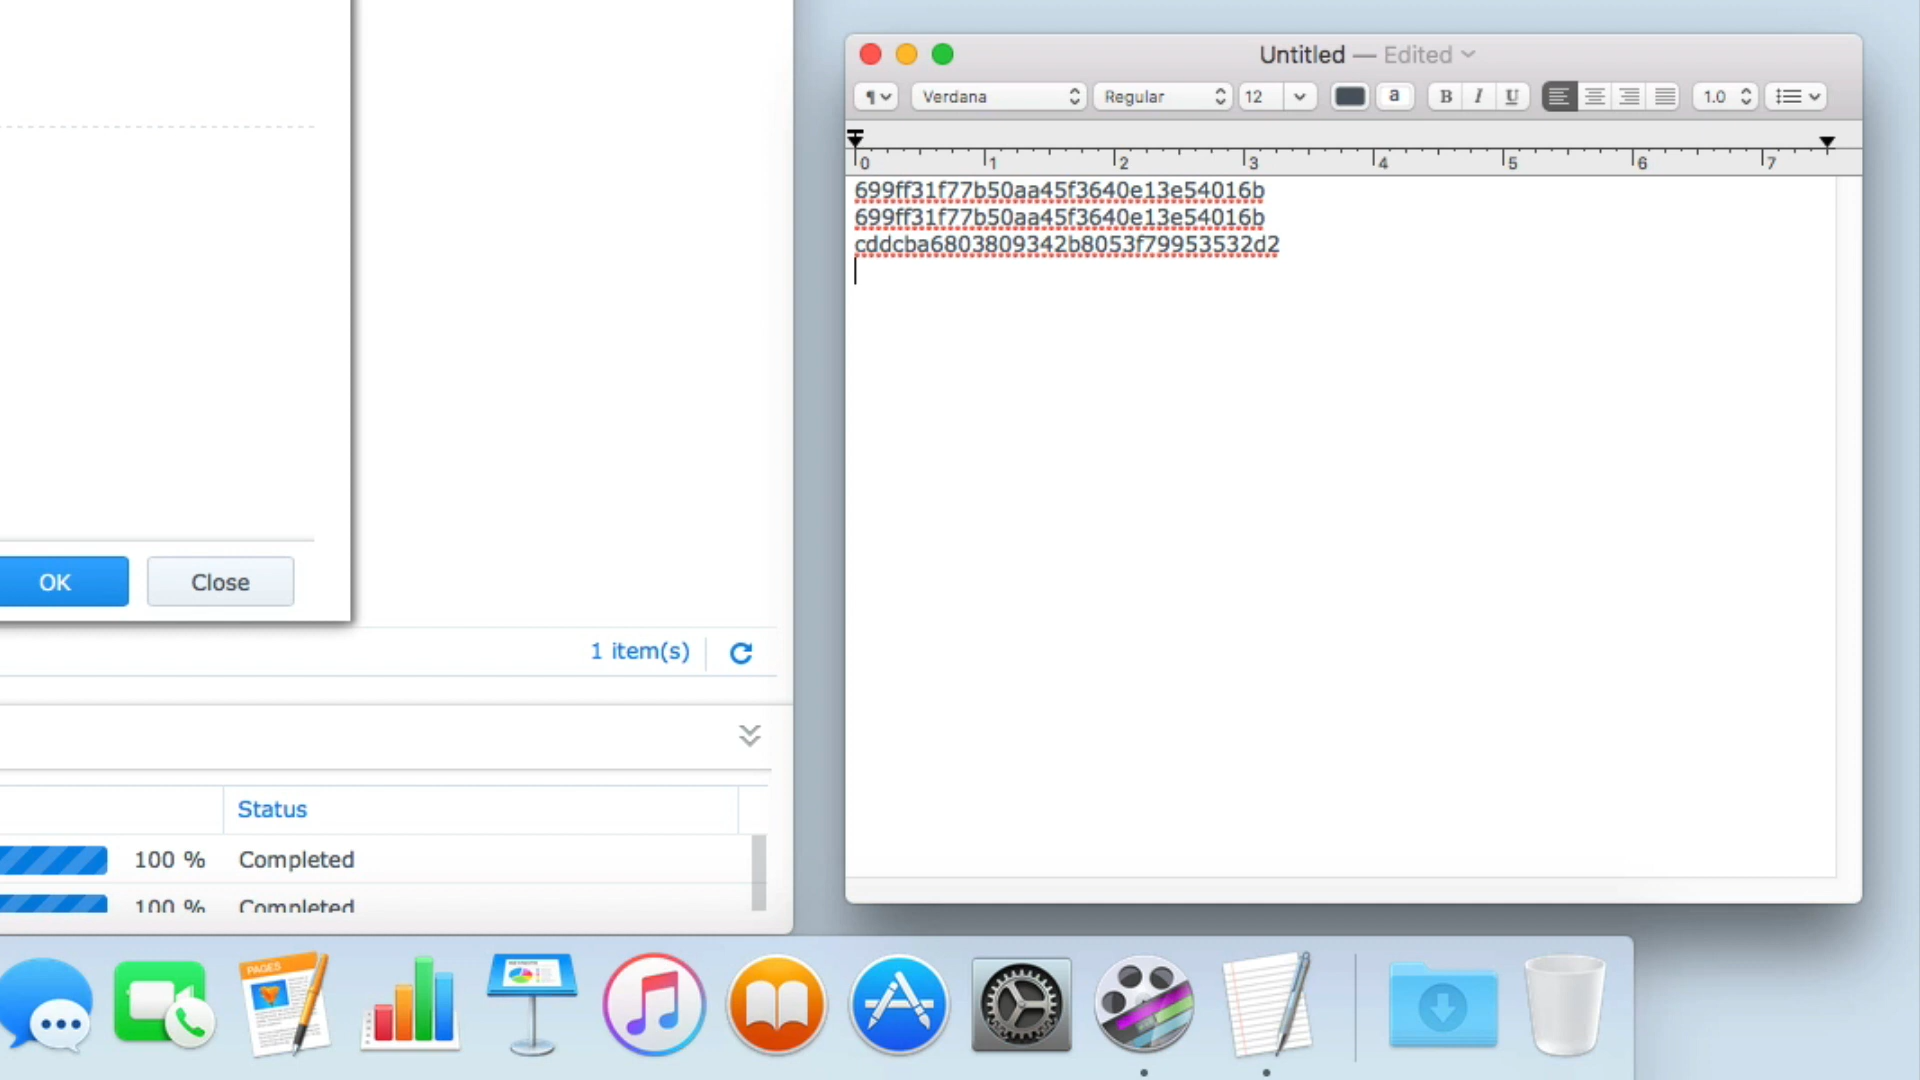 Untitled — Edited
¶ Verdana Regular 12 a B I U 1.0
0 1 2 3 4 5 6 7
699ff31f77b50aa45f3640e13e54016b
699ff31f77b50aa45f3640e13e54016b
cddcba6803809342b8053f79953532d2
OK Close
1 item(s)
Status
100 % Completed
100 % Completed
PAGES